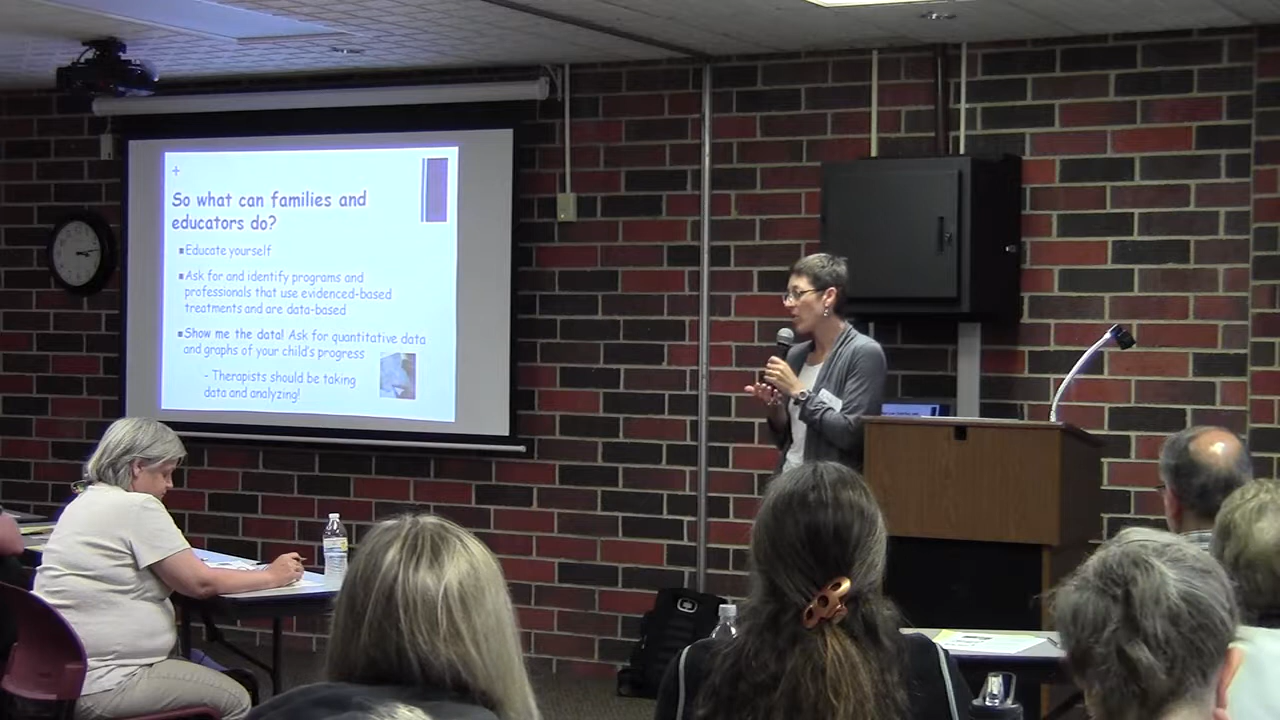 +
So what can families and
educators do?
▪Educate yourself
▪Ask for and identify programs and
professionals that use evidenced-based
treatments and are data-based
▪Show me the data! Ask for quantitative data
and graphs of your child's progress
- Therapists should be taking
data and analyzing!